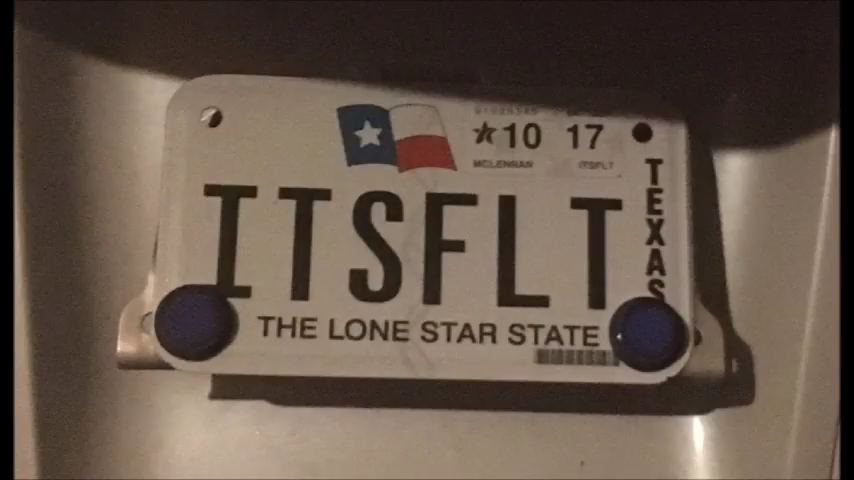 10 17
MCLENNAN ITSFLT
TEXAS
ITSFLT
THE LONE STAR STATE